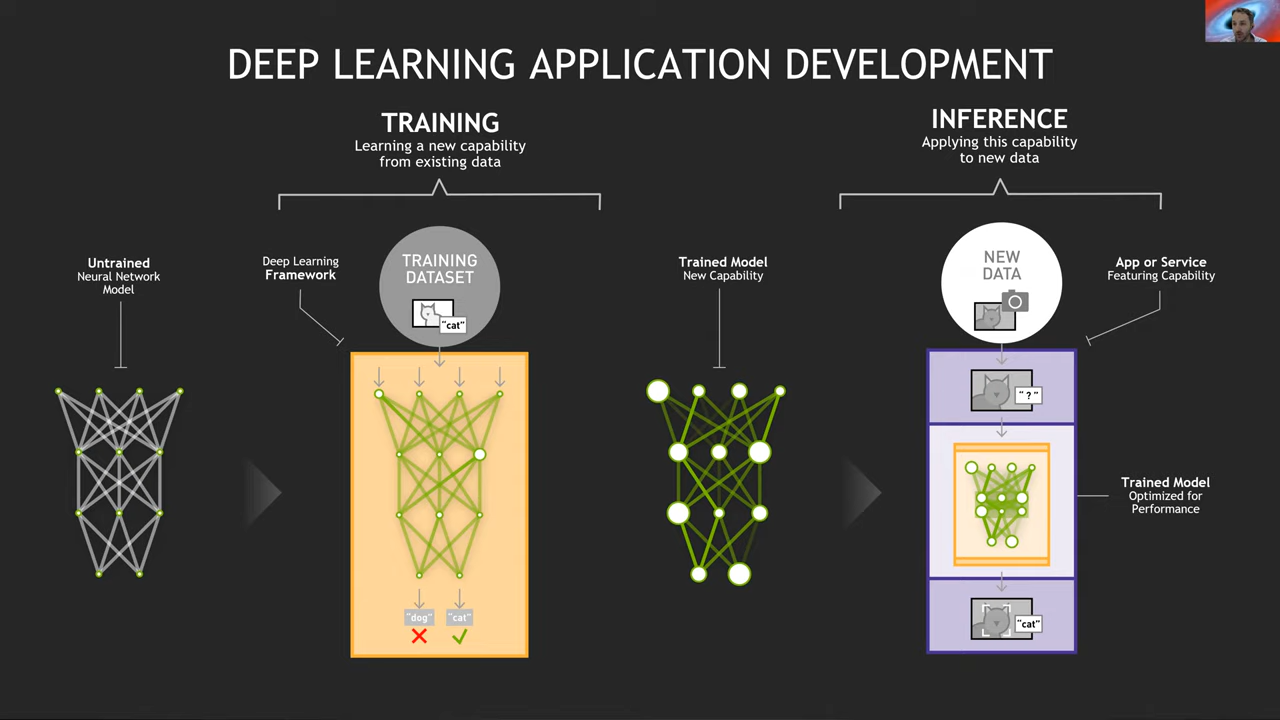 DEEP LEARNING APPLICATION DEVELOPMENT
TRAINING
Learning a new capability
from existing data
INFERENCE
Applying this capability
to new data
Untrained
Neural Network
Model
Deep Learning
Framework
TRAINING
DATASET
"cat"
"dog"
"cat"
Trained Model
New Capability
NEW
DATA
App or Service
Featuring Capability
"?"
Trained Model
Optimized for
Performance
"cat"